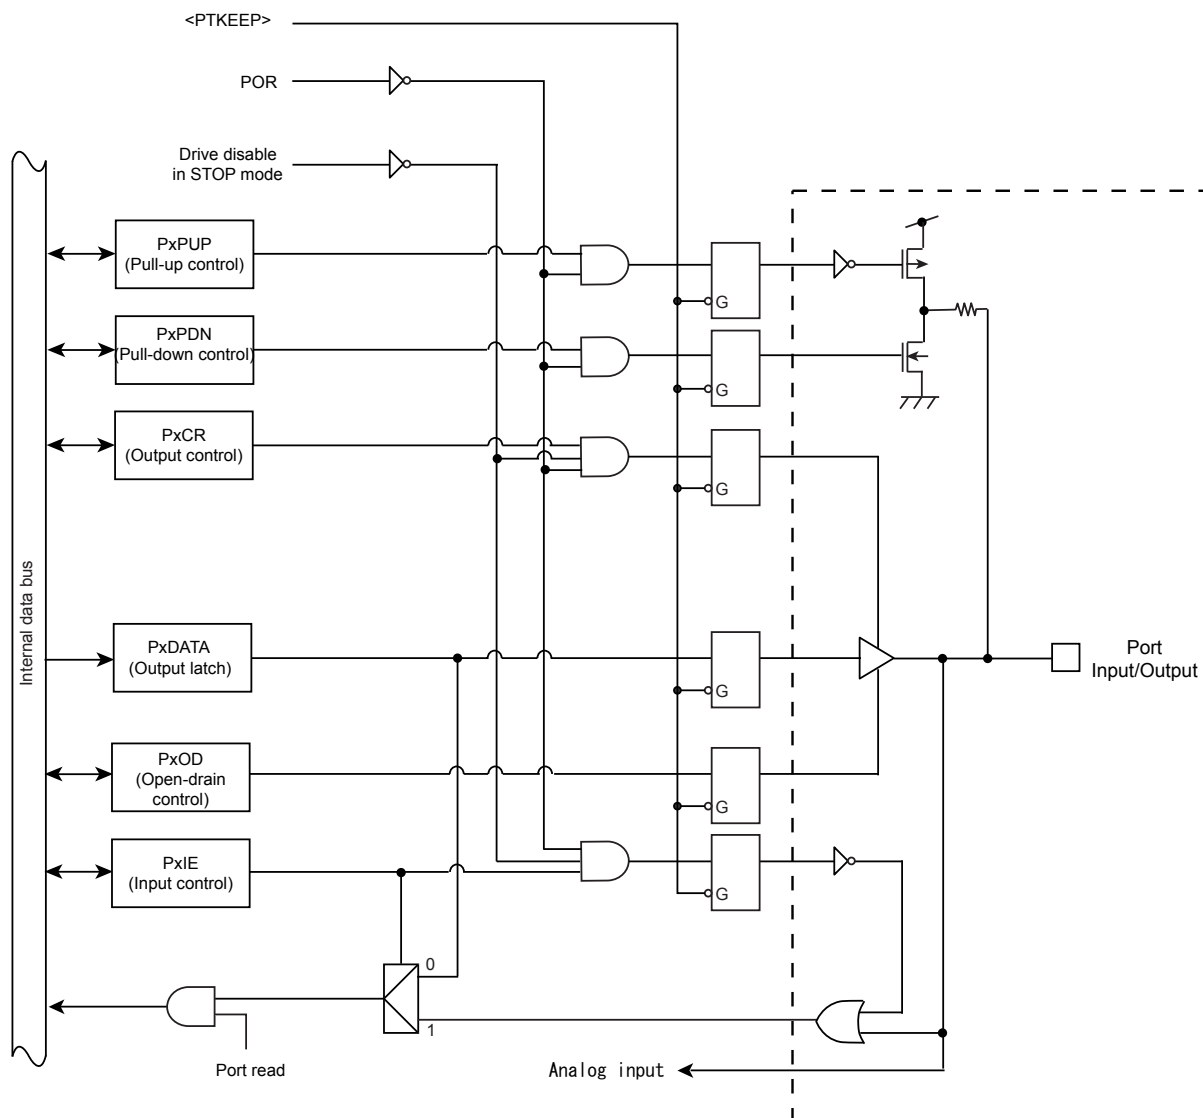 <PTKEEP>
POR
Drive disable
in STOP mode
PxPUP
(Pull-up control)
G
PxPDN
(Pull-down control)
G
PxCR
(Output control)
G
Internal data bus
PxDATA
(Output latch)
G
Port
Input/Output
PxOD
(Open-drain
control)
G
PxIE
(Input control)
G
0
1
Port read
Analog input